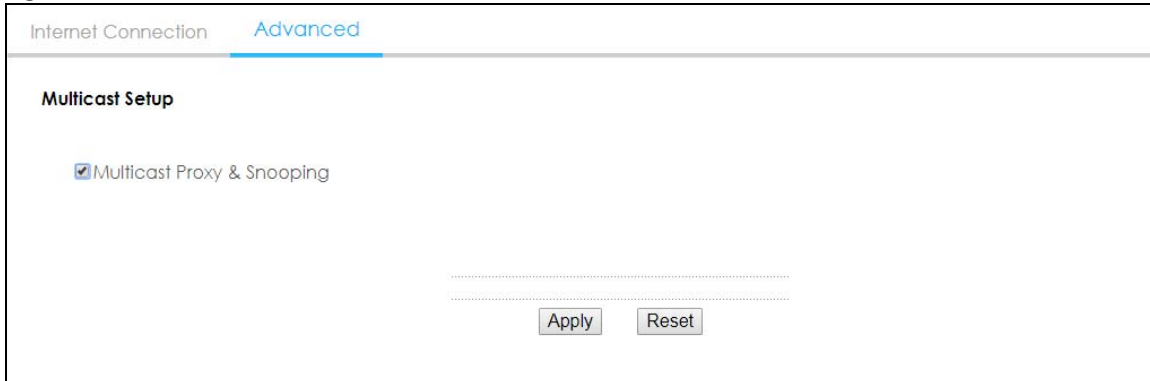 Internet Connection Advanced
Multicast Setup
Multicast Proxy & Snooping
Apply Reset